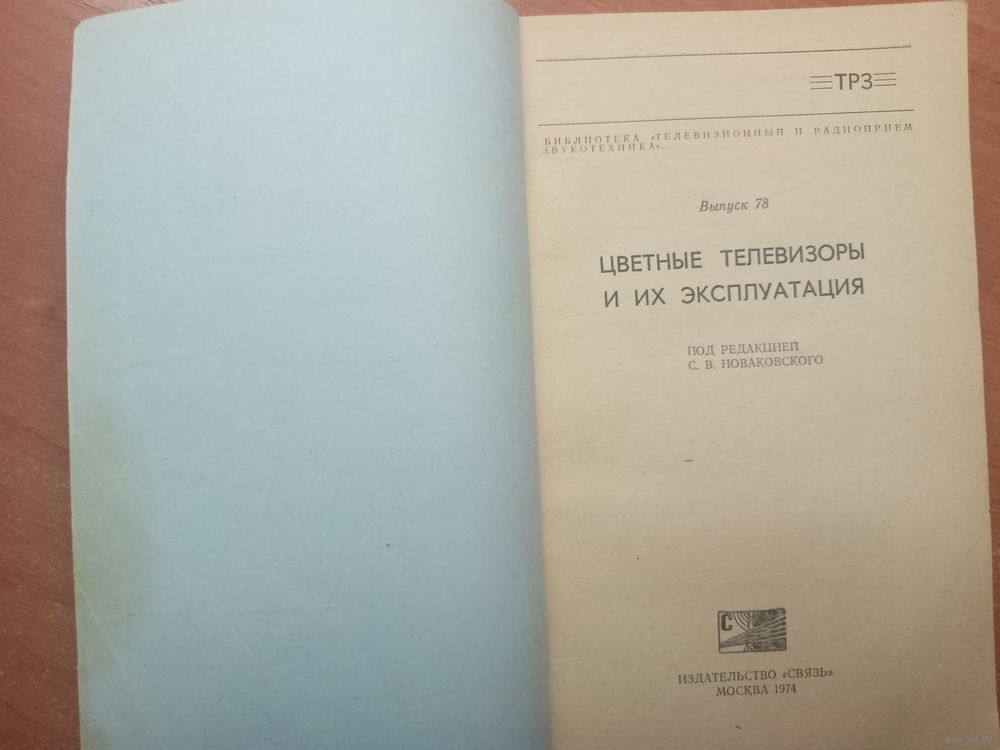 ТРЗ
БИБЛИОТЕКА «ТЕЛЕВИЗИОННЫЙ И РАДИОПРИЕМ
ЗВУКОТЕХНИКА».
Выпуск 78
ЦВЕТНЫЕ ТЕЛЕВИЗОРЫ
И ИХ ЭКСПЛУАТАЦИЯ
ПОД РЕДАКЦИЕЙ
С. В. НОВАКОВСКОГО
С
ИЗДАТЕЛЬСТВО «СВЯЗЬ»
МОСКВА 1974